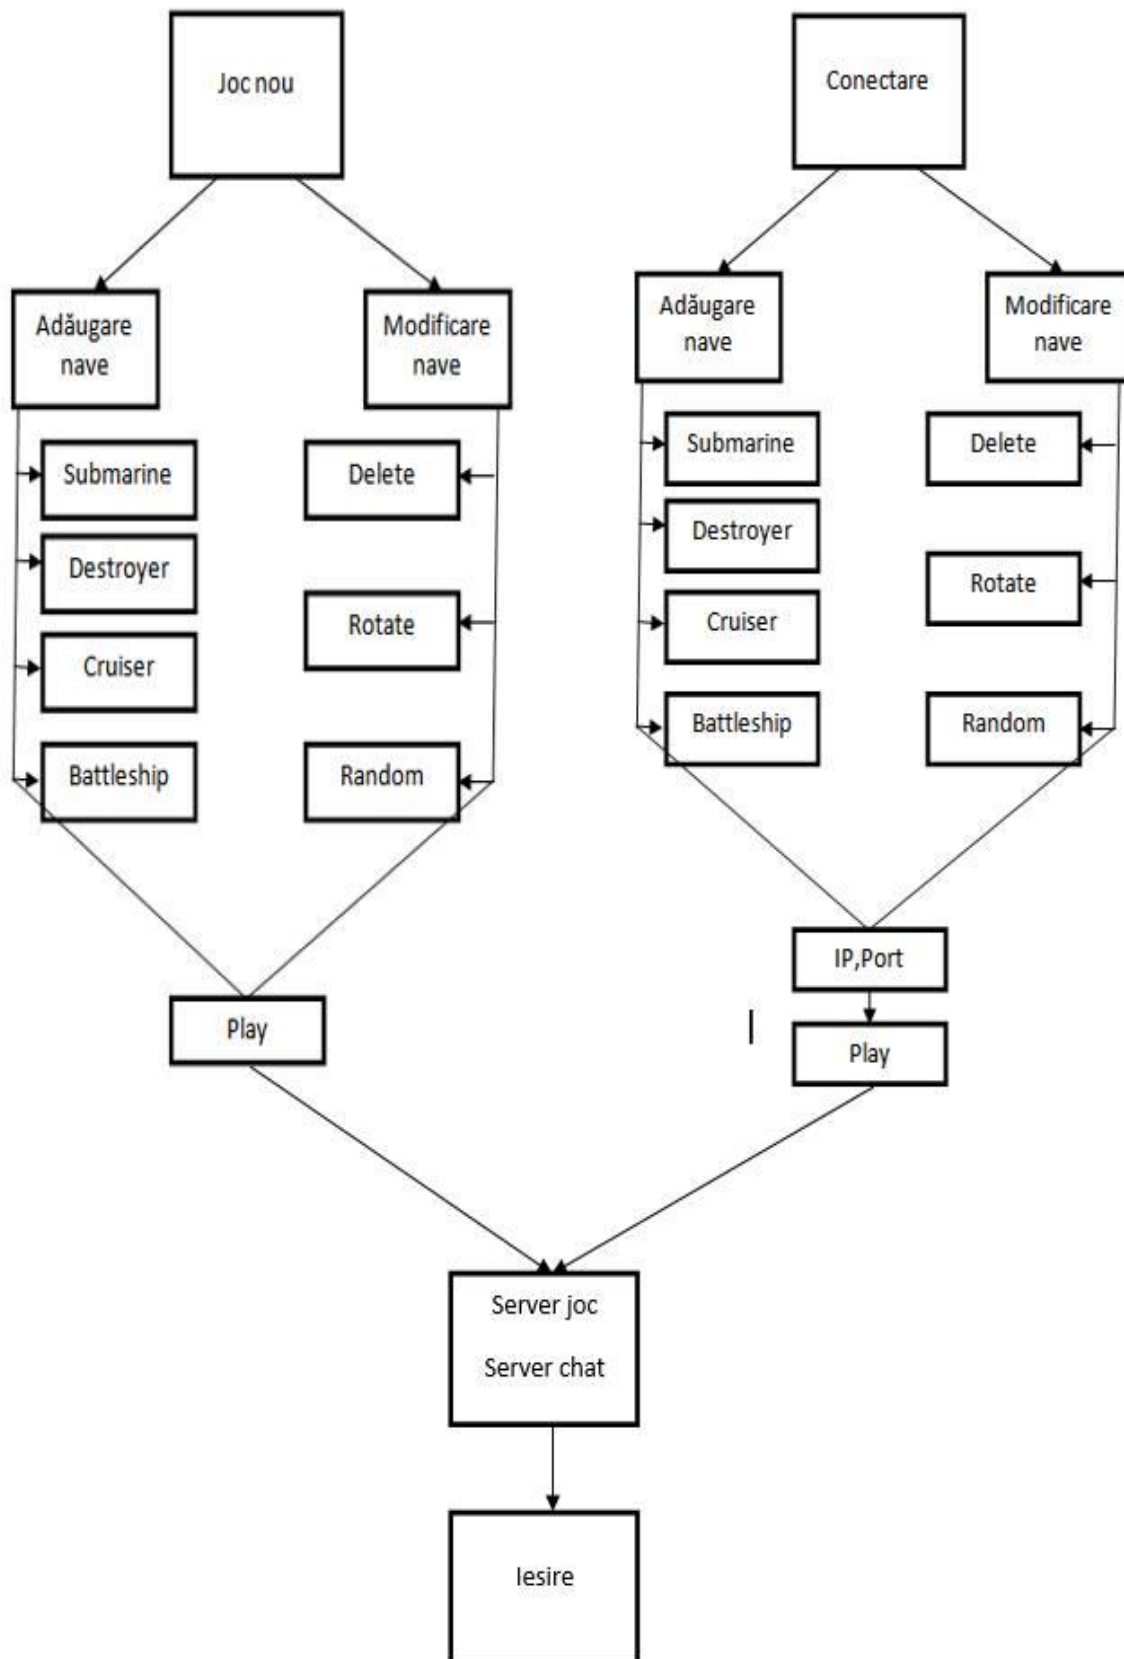 Joc nou
Conectare
Adăugare
nave
Modificare
nave
Adăugare
nave
Modificare
nave
Submarine
Delete
Submarine
Delete
Destroyer
Rotate
Destroyer
Rotate
Cruiser
Cruiser
Battleship
Random
Battleship
Random
IP,Port
Play
Play
Server joc
Server chat
Iesire